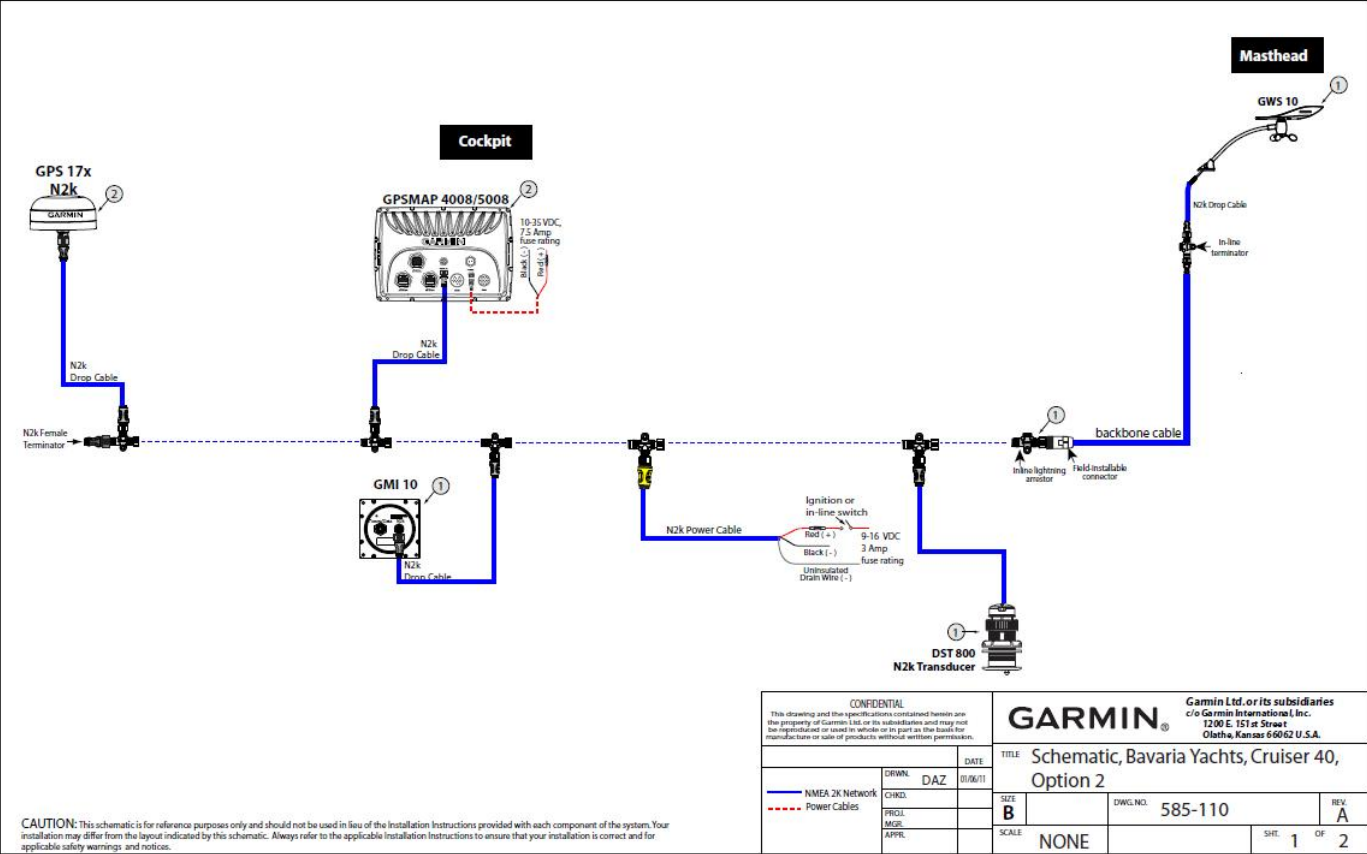 Masthead
1
GWS 10
Cockpit
GPS 17x
N2k
2
GARMIN
GPSMAP 4008/5008
2
10-35 VDC,
7.5 Amp
fuse rating
Black (-)
Red (+)
N2k Drop Cable
In-line
terminator
N2k
Drop Cable
N2k
Drop Cable
N2k Female
Terminator
1
backbone cable
Inline lightning
arrestor
Field-installable
connector
GMI 10
1
N2k
Drop Cable
N2k Power Cable
Ignition or
in-line switch
Red (+)
Black (-)
Uninsulated
Drain Wire (-)
9-16 VDC
3 Amp
fuse rating
1
DST 800
N2k Transducer
CONFIDENTIAL
This drawing and the specifications contained herein are
the property of Garmin Ltd. or its subsidiaries and may not
be reproduced or used in whole or in part as the basis for
manufacture or sale of products without written permission.
GARMIN®
Garmin Ltd. or its subsidiaries
c/o Garmin International, Inc.
1200 E. 151st Street
Olathe, Kansas 66062 U.S.A.
DATE
NMEA 2K Network
Power Cables
DRWN. DAZ 01/06/11
CHKD.
PROJ.
MGR.
APPR.
TITLE Schematic, Bavaria Yachts, Cruiser 40,
Option 2
SIZE
B
DWG. NO. 585-110
REV.
A
SCALE NONE
SHT. 1 OF 2
CAUTION: This schematic is for reference purposes only and should not be used in lieu of the Installation Instructions provided with each component of the system. Your
installation may differ from the layout indicated by this schematic. Always refer to the applicable Installation Instructions to ensure that your installation is correct and for
applicable safety warnings and notices.